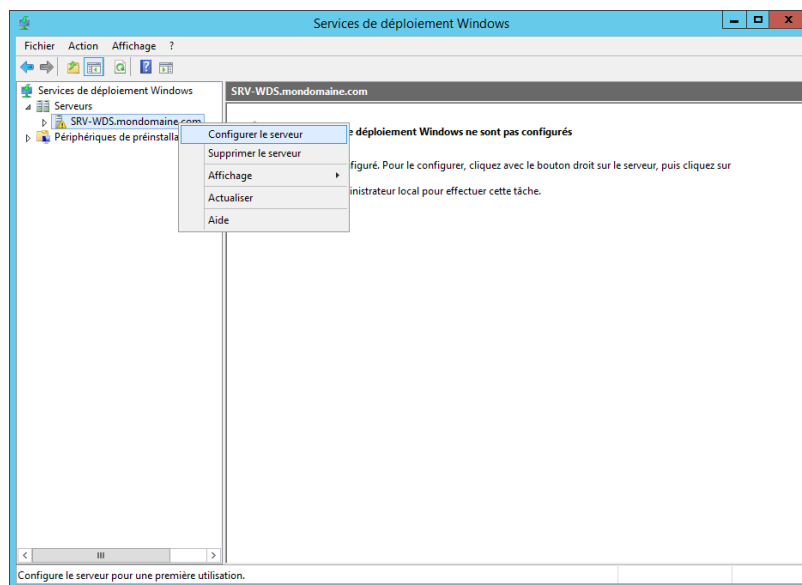 Services de déploiement Windows
Fichier Action Affichage ?
Services de déploiement Windows
Serveurs
SRV-WDS.mondomaine.com
Périphériques de préinstalla
SRV-WDS.mondomaine.com
Configurer le serveur
Supprimer le serveur
Affichage
Actualiser
Aide
e déploiement Windows ne sont pas configurés
figuré. Pour le configurer, cliquez avec le bouton droit sur le serveur, puis cliquez sur
inistrateur local pour effectuer cette tâche.
Configure le serveur pour une première utilisation.